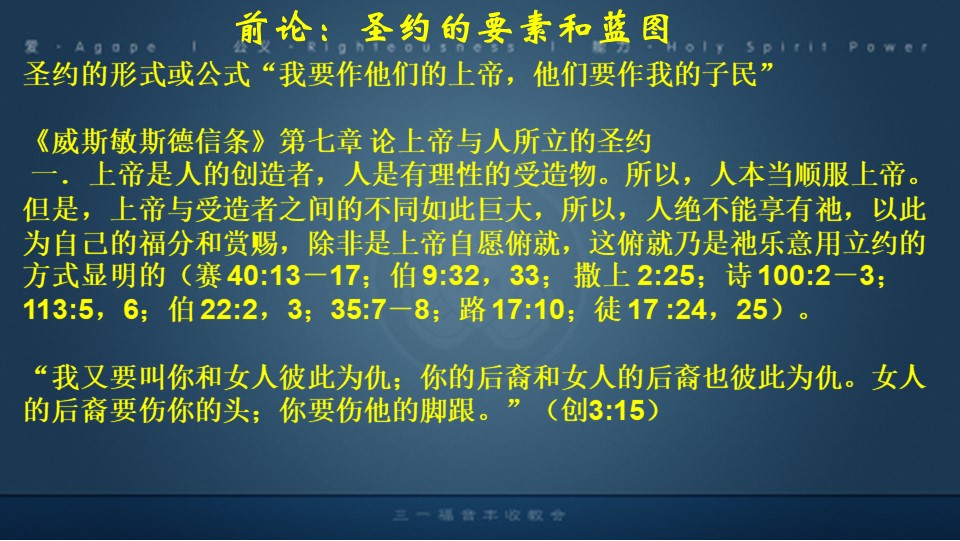 前论：圣约的要素和蓝图
爱 · Agape | 公义 · Righteousness | 能力 · Holy Spirit Power
圣约的形式或公式“我要作他们的上帝，他们要作我的子民”
《威斯敏斯德信条》第七章 论上帝与人所立的圣约
一．上帝是人的创造者，人是有理性的受造物。所以，人本当顺服上帝。
但是，上帝与受造者之间的不同如此巨大，所以，人绝不能享有祂，以此
为自己的福分和赏赐，除非是上帝自愿俯就，这俯就乃是祂乐意用立约的
方式显明的（赛 40:13－17；伯 9:32，33； 撒上 2:25；诗 100:2－3；
113:5，6；伯 22:2，3；35:7－8；路 17:10；徒 17 :24，25）。
“我又要叫你和女人彼此为仇；你的后裔和女人的后裔也彼此为仇。女人
的后裔要伤你的头；你要伤他的脚跟。”（创3:15）
三一福音丰收教会